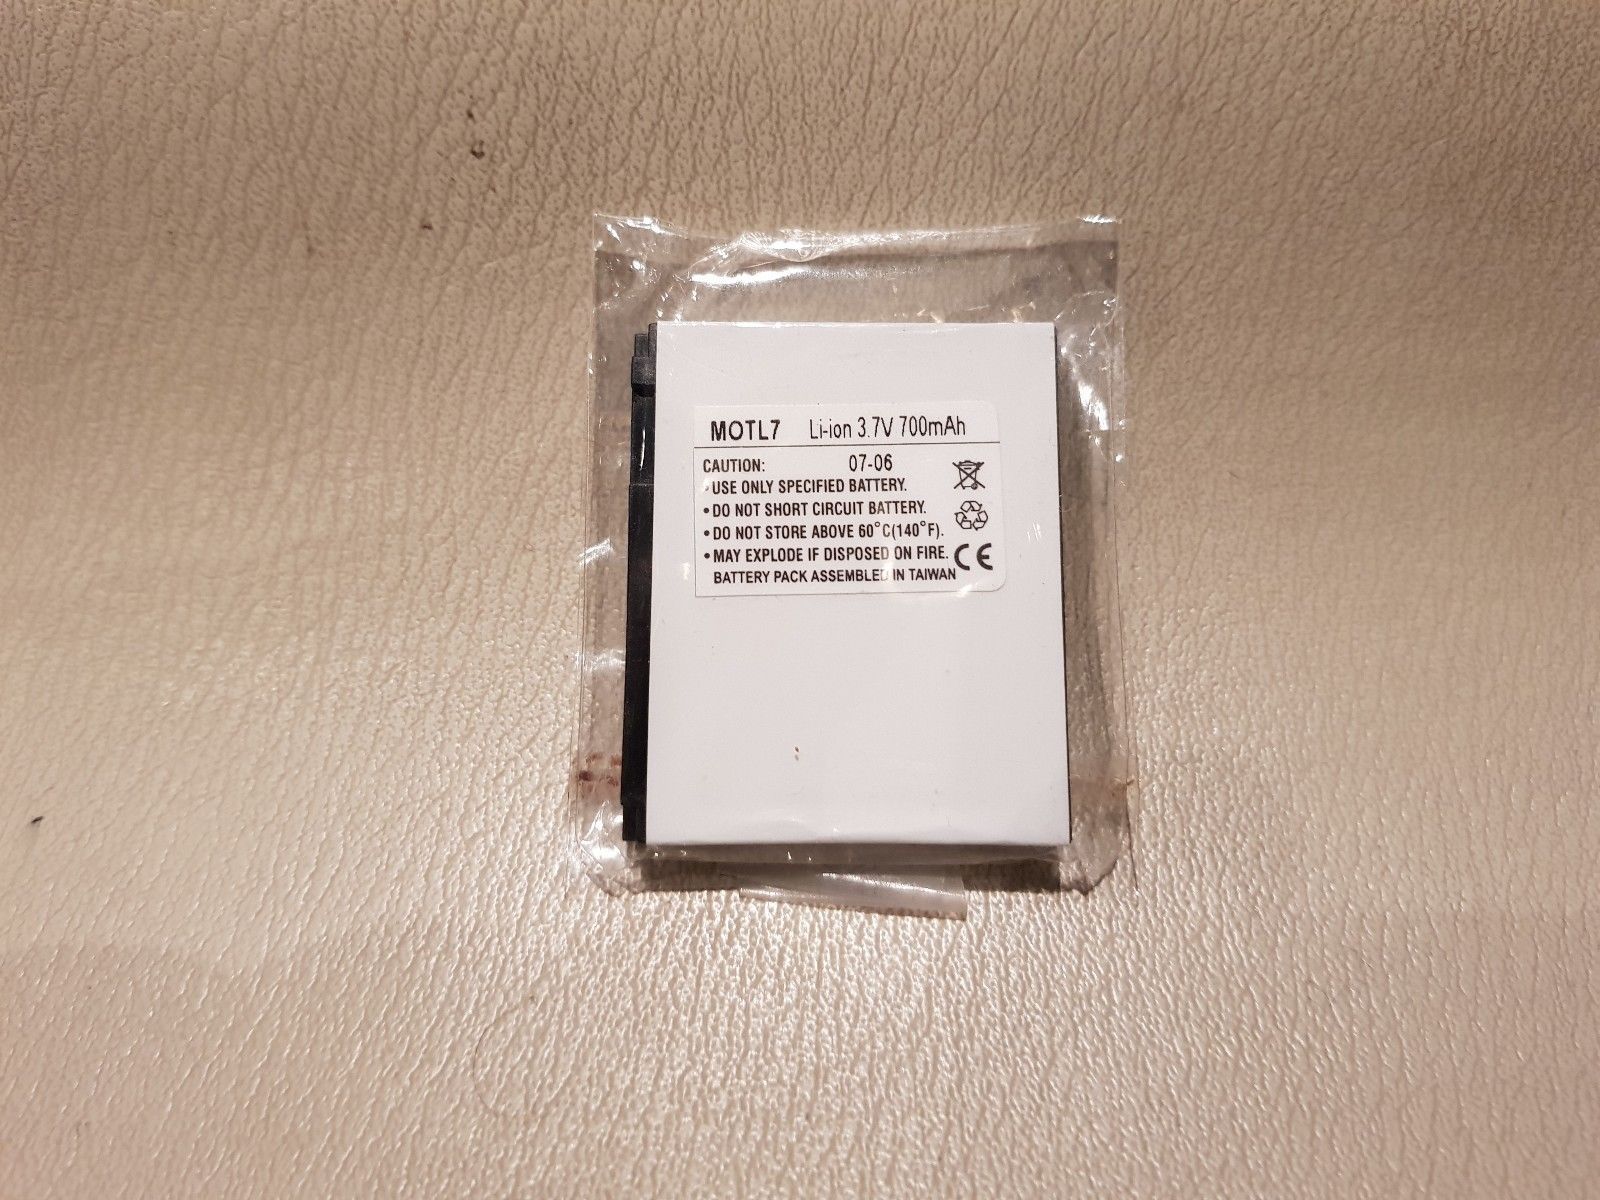 MOTL7 Li-ion 3.7V 700mAh
CAUTION: 07-06
• USE ONLY SPECIFIED BATTERY.
• DO NOT SHORT CIRCUIT BATTERY.
• DO NOT STORE ABOVE 60°C(140°F).
• MAY EXPLODE IF DISPOSED ON FIRE.
BATTERY PACK ASSEMBLED IN TAIWAN
CE